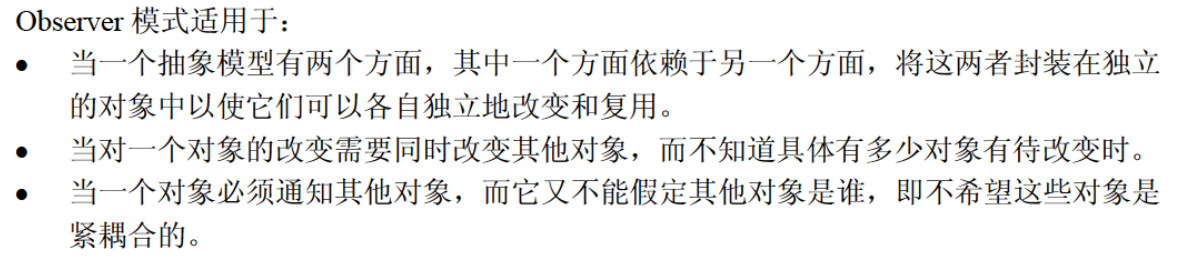 Observer 模式适用于：
● 当一个抽象模型有两个方面，其中一个方面依赖于另一个方面，将这两者封装在独立
的对象中以使它们可以各自独立地改变和复用。
● 当对一个对象的改变需要同时改变其他对象，而不知道具体有多少对象有待改变时。
● 当一个对象必须通知其他对象，而它又不能假定其他对象是谁，即不希望这些对象是
紧耦合的。